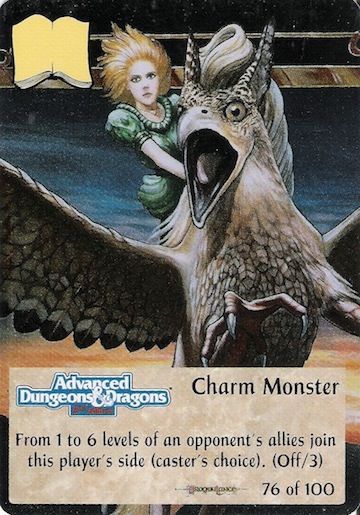 Advanced
Dungeons & Dragons
2nd Edition
Charm Monster
From 1 to 6 levels of an opponent's allies join
this player's side (caster's choice). (Off/3)
DragonLance
76 of 100